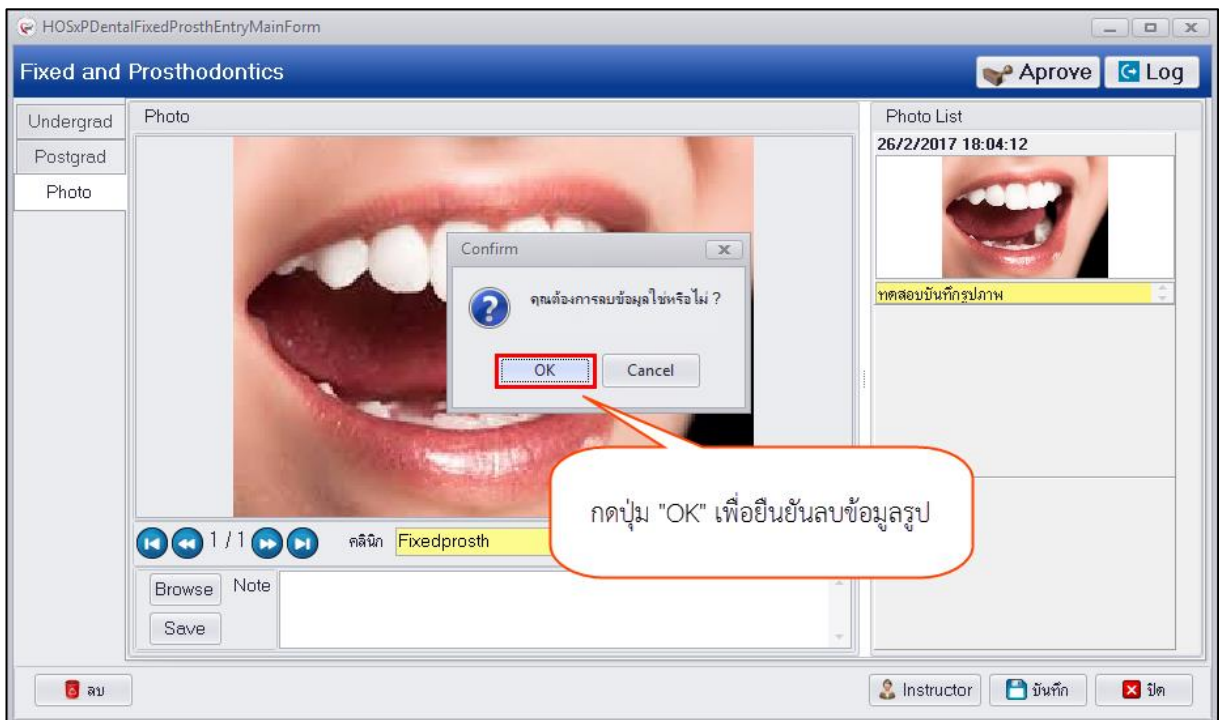 HOSxPDentalFixedProsthEntryMainForm
Fixed and Prosthodontics
Aprove
Log
Undergrad
Postgrad
Photo
Photo
Photo List
26/2/2017 18:04:12
ทดสอบบันทึกรูปภาพ
Confirm
คุณต้องการลบข้อมูลใช่หรือไม่ ?
OK
Cancel
กดปุ่ม "OK" เพื่อยืนยันลบข้อมูลรูป
1 / 1
คลินิก
Fixedprosth
Browse
Note
Save
ลบ
Instructor
บันทึก
ปิด